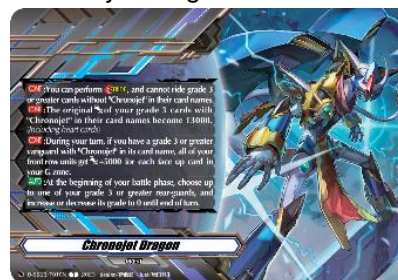 CONT :You can perform Stride, and cannot ride grade 3
or greater cards without "Chronojet" in their card names.
CONT :The original of your grade 3 cards with
"Chronojet" in their card names become 13000.
(Including heart cards)
CONT :During your turn, if you have a grade 3 or greater
vanguard with "Chronojet" in its card name, all of your
front row units get +5000 for each face up card in
your G zone.
AUTO :At the beginning of your battle phase, choose up
to one of your grade 3 or greater rear-guards, and
increase or decrease its grade to 0 until end of turn.
Chronojet Dragon